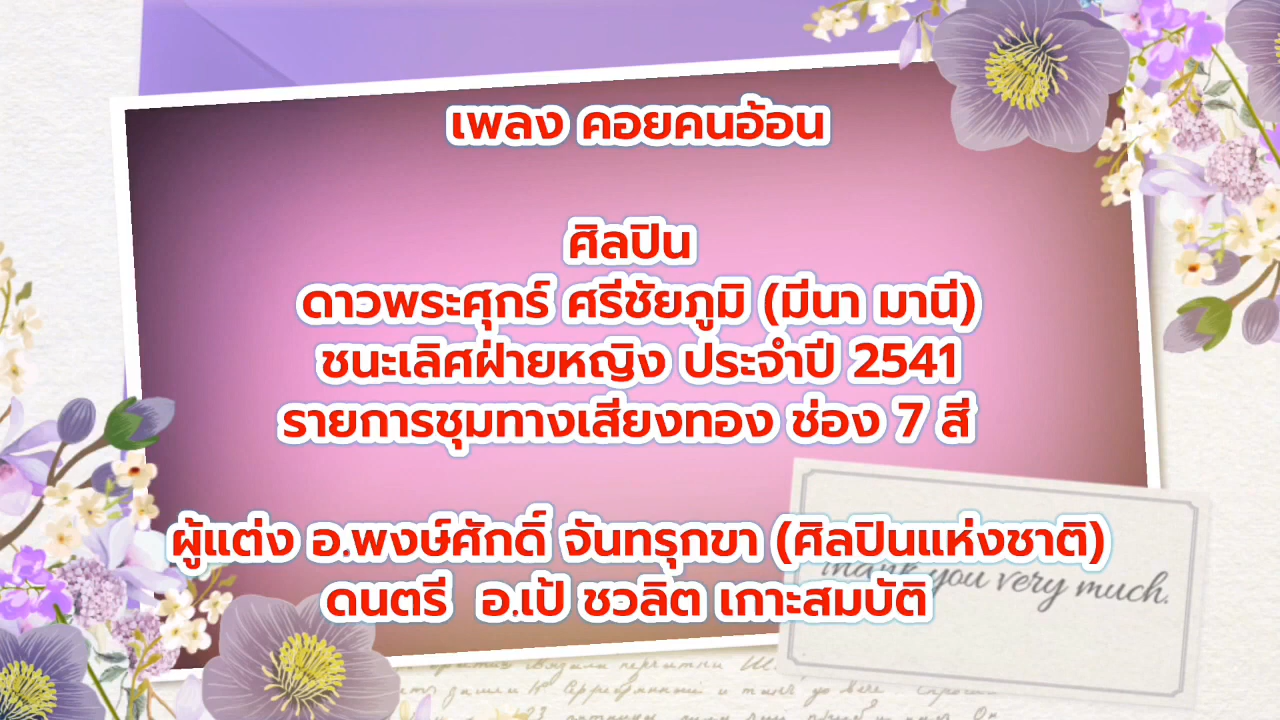 เพลง คอยคนอ้อน
ศิลปิน
ดาวพระศุกร์ ศรีชัยภูมิ (มีนา มานี)
ชนะเลิศฝ่ายหญิง ประจำปี 2541
รายการชุมทางเสียงทอง ช่อง 7 สี
ผู้แต่ง อ.พงษ์ศักดิ์ จันทรุกขา (ศิลปินแห่งชาติ)
thank you very much.
ดนตรี อ.เป้ ชวลิต เกาะสมบัติ